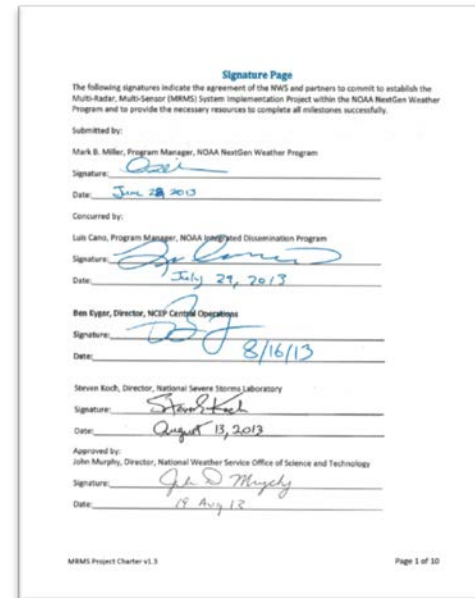 Signature Page
The following signatures indicate the agreement of the NWS and partners to commit to establish the
Multi-Radar, Multi-Sensor (MRMS) System Implementation Project within the NOAA NextGen Weather
Program and to provide the necessary resources to complete all milestones successfully.
Submitted by:
Mark B. Miller, Program Manager, NOAA NextGen Weather Program
Signature:
Date: June 28 2013
Concurred by:
Luis Cano, Program Manager, NOAA Integrated Dissemination Program
Signature:
Date: July 29, 2013
Ben Kyger, Director, NCEP Central Operations
Signature:
Date: 8/16/13
Steven Koch, Director, National Severe Storms Laboratory
Signature: Steven E Koch
Date: August 13, 2013
Approved by:
John Murphy, Director, National Weather Service Office of Science and Technology
Signature: John D Murphy
Date: 19 Aug 13
MRMS Project Charter v1.3 Page 1 of 10